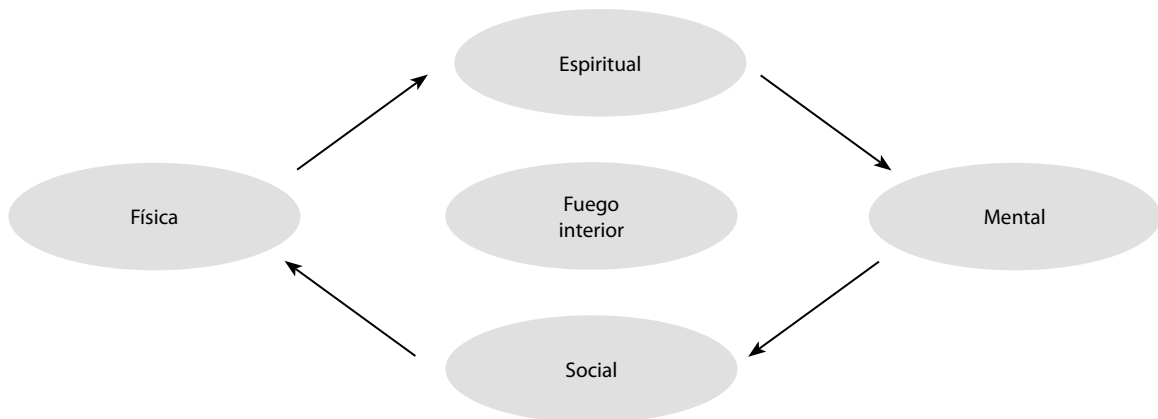 Espiritual
Física
Fuego
interior
Mental
Social